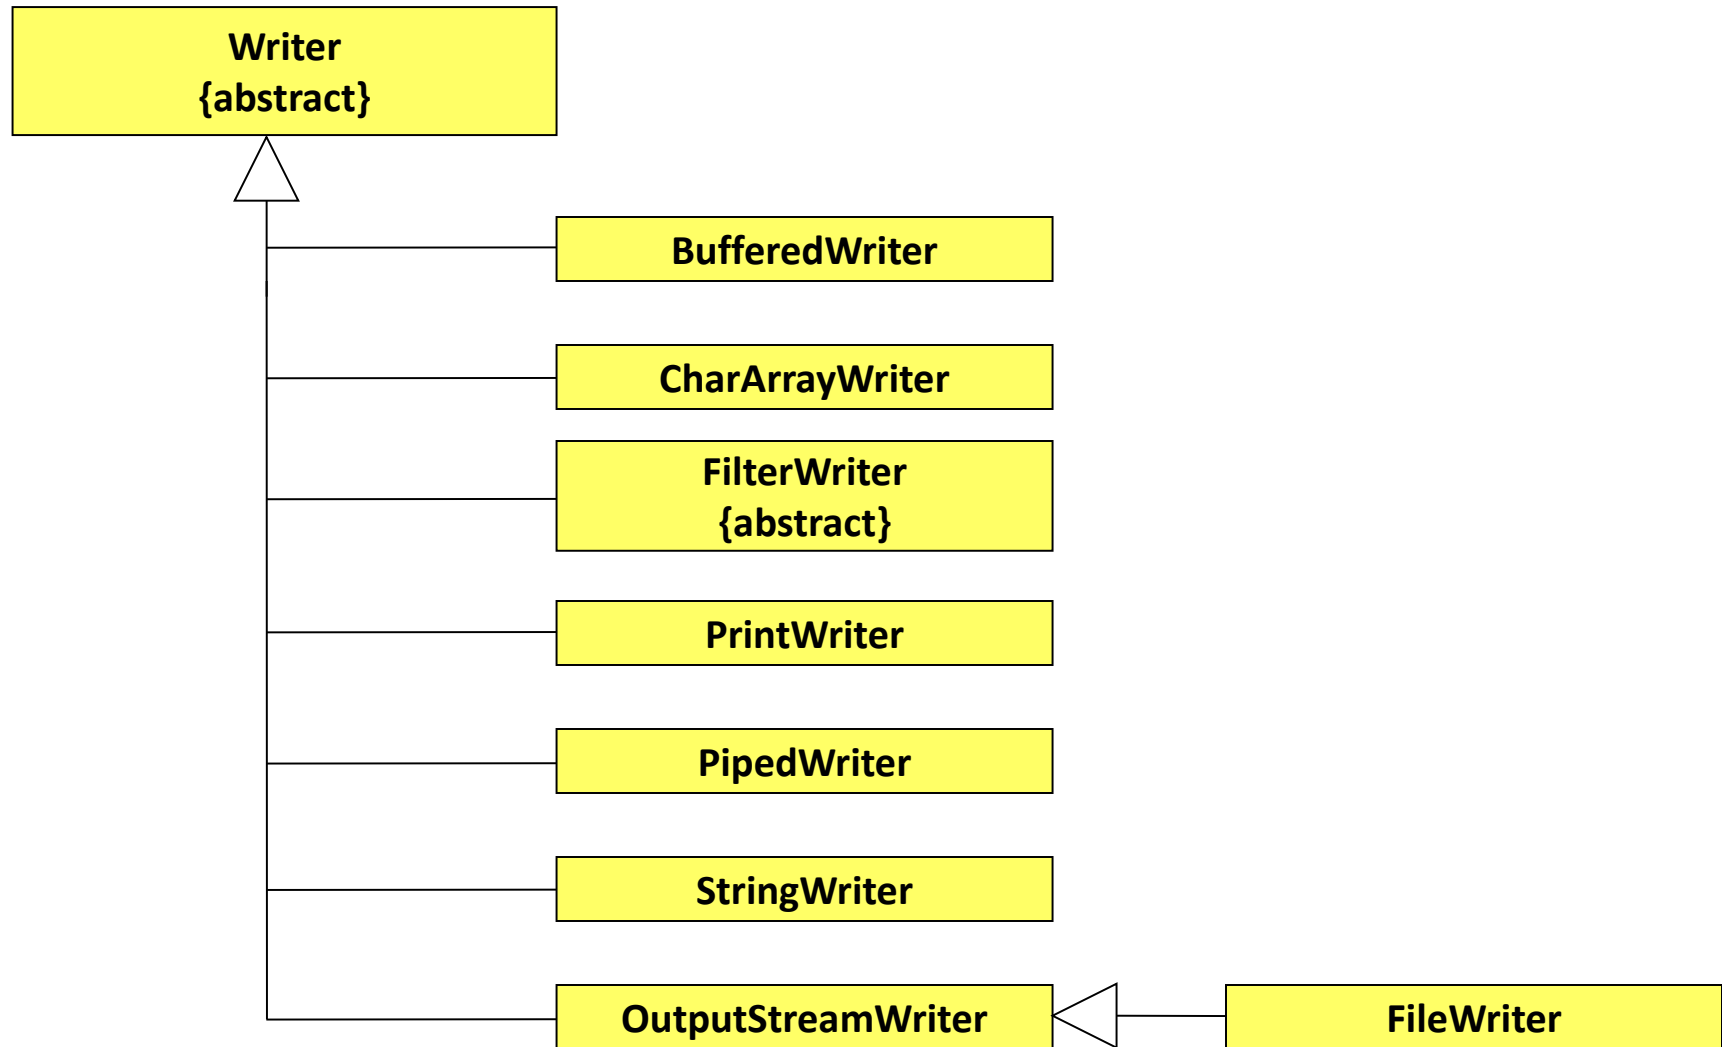 Writer
{abstract}
BufferedWriter
CharArrayWriter
FilterWriter
{abstract}
PrintWriter
PipedWriter
StringWriter
OutputStreamWriter
FileWriter